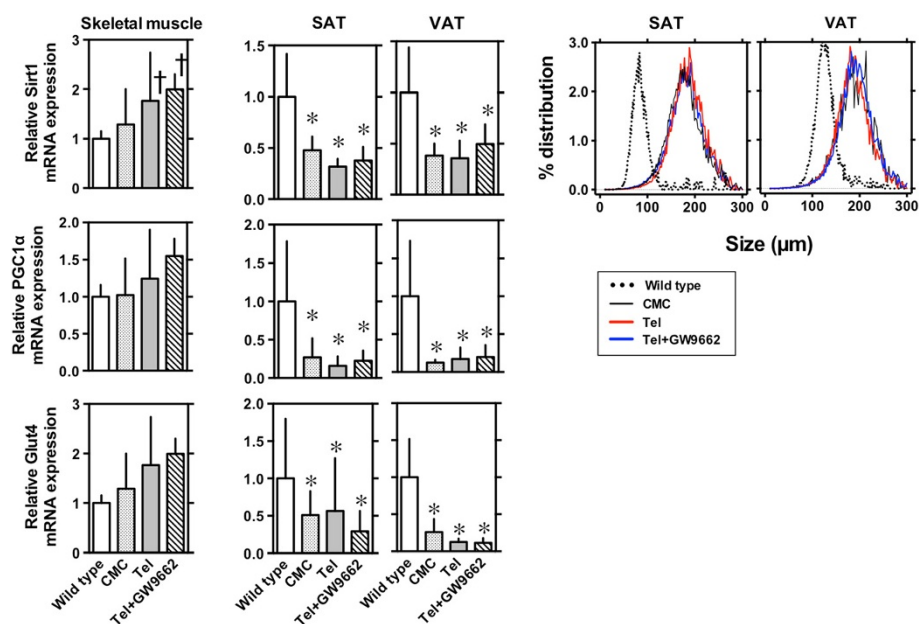 Skeletal muscle
SAT
VAT
Relative Sirt1
mRNA expression
3
2
1
0
†
†
1.5
1.0
0.5
0.0
*
*
*
*
*
*
Relative PGC1α
mRNA expression
2.0
1.5
1.0
0.5
0.0
2.0
1.5
1.0
0.5
0.0
*
*
*
*
*
*
Relative Glut4
mRNA expression
3
2
1
0
2.0
1.5
1.0
0.5
0.0
*
*
*
*
*
*
Wild type
CMC
Tel
Tel+GW9662
Wild type
CMC
Tel
Tel+GW9662
Wild type
CMC
Tel
Tel+GW9662
SAT
VAT
% distribution
3.0
2.0
1.0
0.0
0 100 200 300
0 100 200 300
Size (µm)
Wild type
CMC
Tel
Tel+GW9662